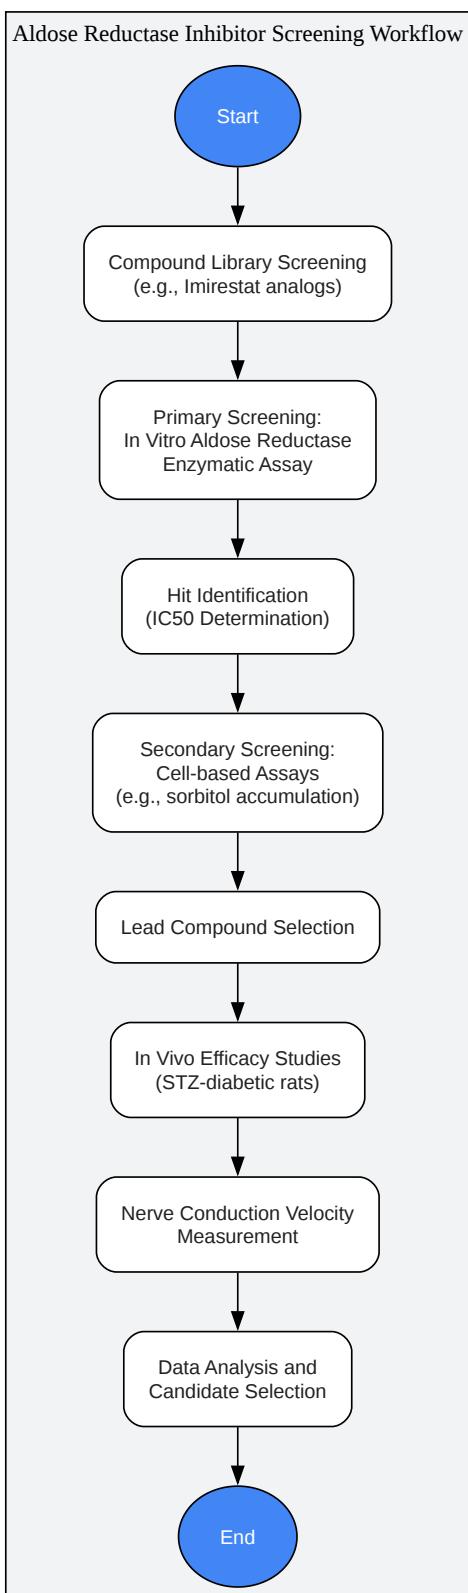 Aldose Reductase Inhibitor Screening Workflow
Start
Compound Library Screening
(e.g., Imirestat analogs)
Primary Screening:
In Vitro Aldose Reductase
Enzymatic Assay
Hit Identification
(IC50 Determination)
Secondary Screening:
Cell-based Assays
(e.g., sorbitol accumulation)
Lead Compound Selection
In Vivo Efficacy Studies
(STZ-diabetic rats)
Nerve Conduction Velocity
Measurement
Data Analysis and
Candidate Selection
End